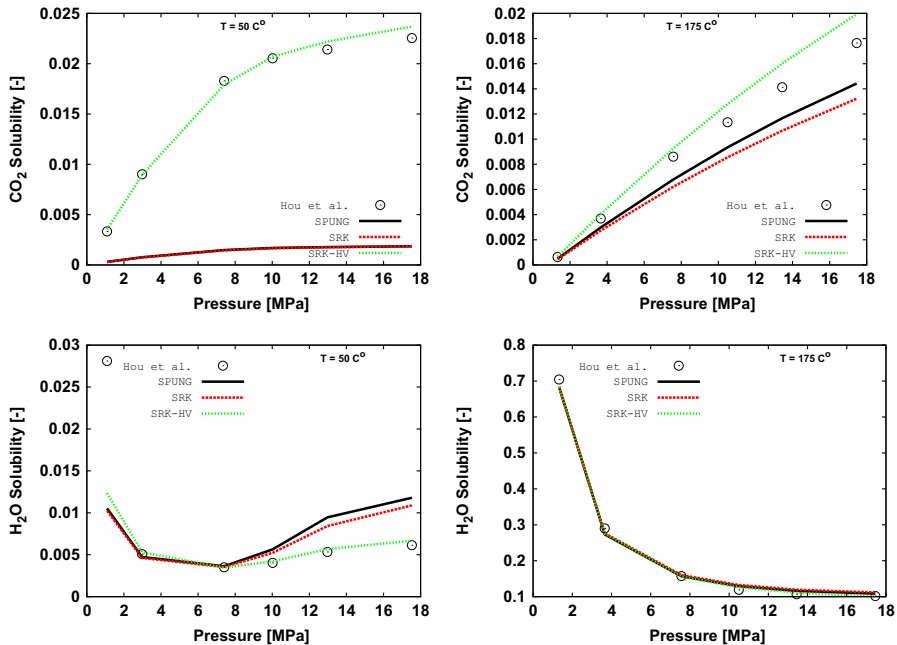 T = 50 C°
CO2 Solubility [-]
0.025
0.02
0.015
0.01
0.005
0
Hou et al.
SPUNG
SRK
SRK-HV
0 2 4 6 8 10 12 14 16 18
Pressure [MPa]
T = 175 C°
CO2 Solubility [-]
0.02
0.018
0.016
0.014
0.012
0.01
0.008
0.006
0.004
0.002
0
Hou et al.
SPUNG
SRK
SRK-HV
0 2 4 6 8 10 12 14 16 18
Pressure [MPa]
T = 50 C°
H2O Solubility [-]
0.03
0.025
0.02
0.015
0.01
0.005
0
Hou et al.
SPUNG
SRK
SRK-HV
0 2 4 6 8 10 12 14 16 18
Pressure [MPa]
T = 175 C°
H2O Solubility [-]
0.8
0.7
0.6
0.5
0.4
0.3
0.2
0.1
Hou et al.
SPUNG
SRK
SRK-HV
0 2 4 6 8 10 12 14 16 18
Pressure [MPa]